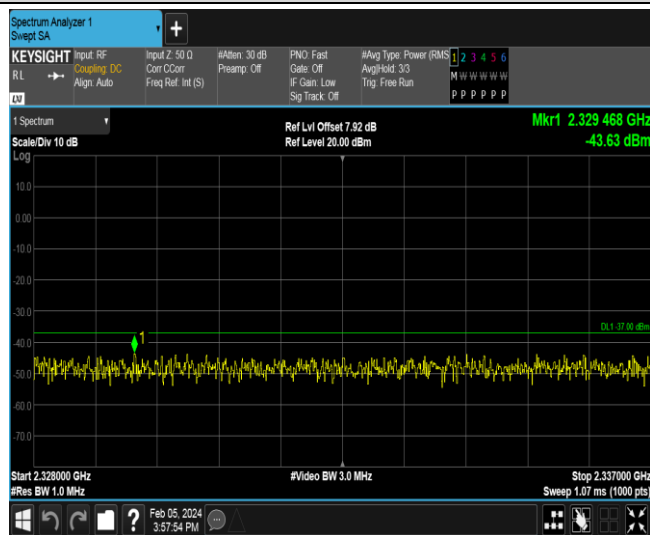 Spectrum Analyzer 1
Swept SA
+
KEYSIGHT Input: RF Input Z: 50 Ω #Atten: 30 dB PNO: Fast #Avg Type: Power (RMS 1 2 3 4 5 6
RL Coupling: DC Corr CCorr Preamp: Off Gate: Off Avg|Hold: 3/3 M W W W W W
Align: Auto Freq Ref: Int (S) IF Gain: Low Trig: Free Run
LXI Sig Track: Off P P P P P P
1 Spectrum Ref Lvl Offset 7.92 dB Mkr1 2.329 468 GHz
Scale/Div 10 dB Ref Level 20.00 dBm -43.63 dBm
Log
10.0
0.00
-10.0
-20.0
-30.0
DL1 -37.00 dBm
-40.0 1
-50.0
-60.0
-70.0
Start 2.328000 GHz #Video BW 3.0 MHz Stop 2.337000 GHz
#Res BW 1.0 MHz Sweep 1.07 ms (1000 pts)
? Feb 05, 2024
3:57:54 PM